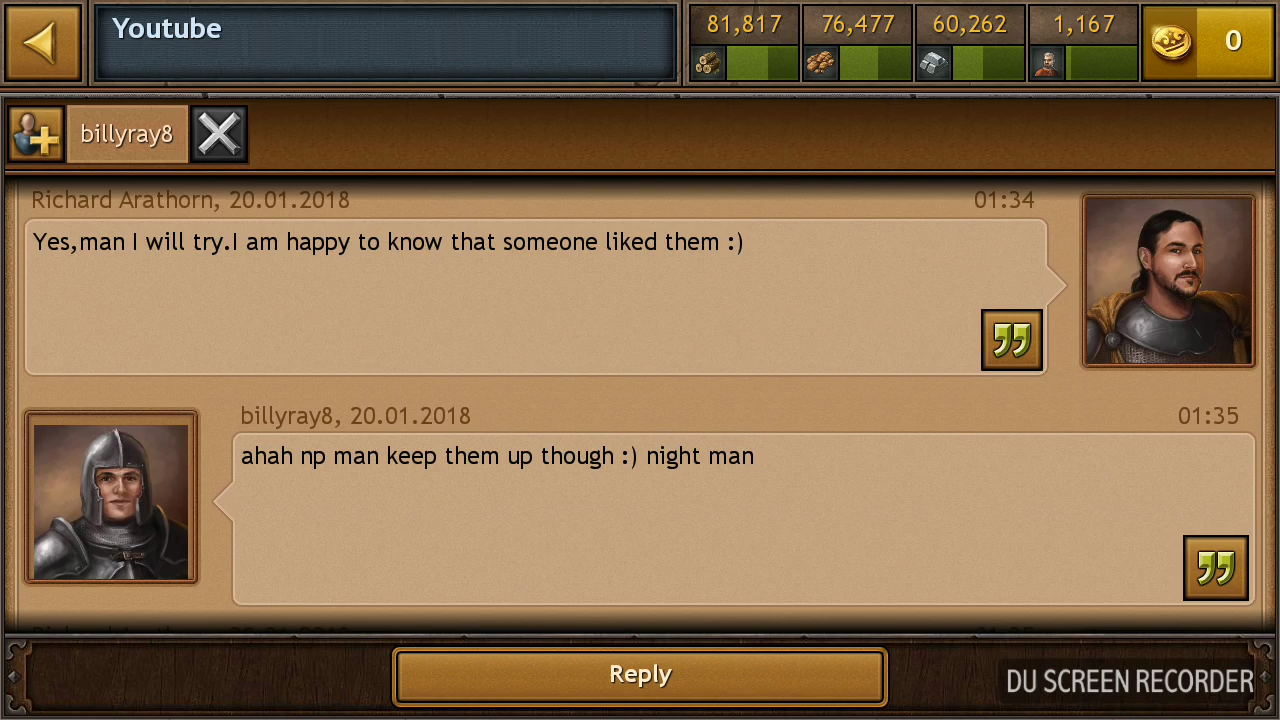 Youtube
81,817
76,477
60,262
1,167
0
billyray8
Richard Arathorn, 20.01.2018
01:34
Yes,man I will try.I am happy to know that someone liked them :)
billyray8, 20.01.2018
01:35
ahah np man keep them up though :) night man
Reply
DU SCREEN RECORDER